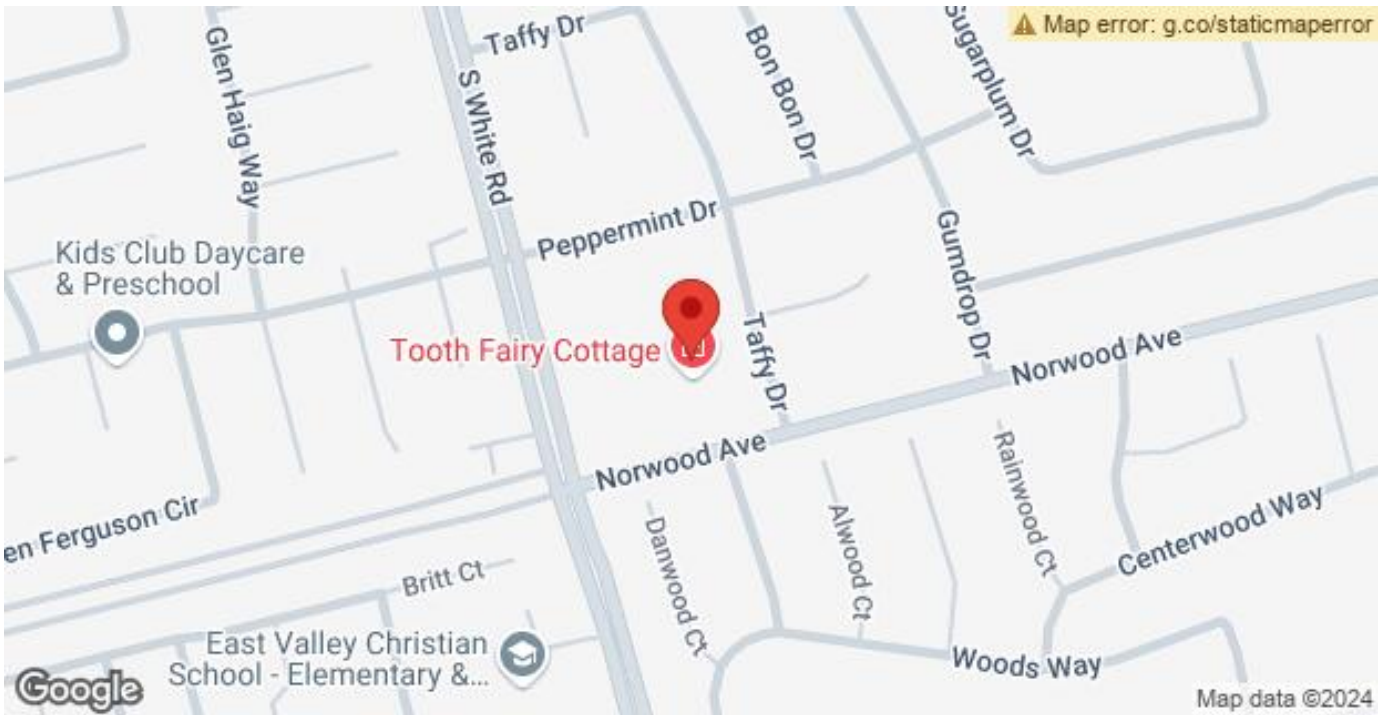 Map error: g.co/staticmaperror
Taffy Dr
Glen Haig Way
S White Rd
Bon Bon Dr
Sugarplum Dr
Peppermint Dr
Gumdrop Dr
Kids Club Daycare
& Preschool
Tooth Fairy Cottage
Taffy Dr
Norwood Ave
Norwood Ave
en Ferguson Cir
Danwood Ct
Alwood Ct
Rainwood Ct
Centerwood Way
Britt Ct
East Valley Christian
School - Elementary &...
Woods Way
Google
Map data ©2024